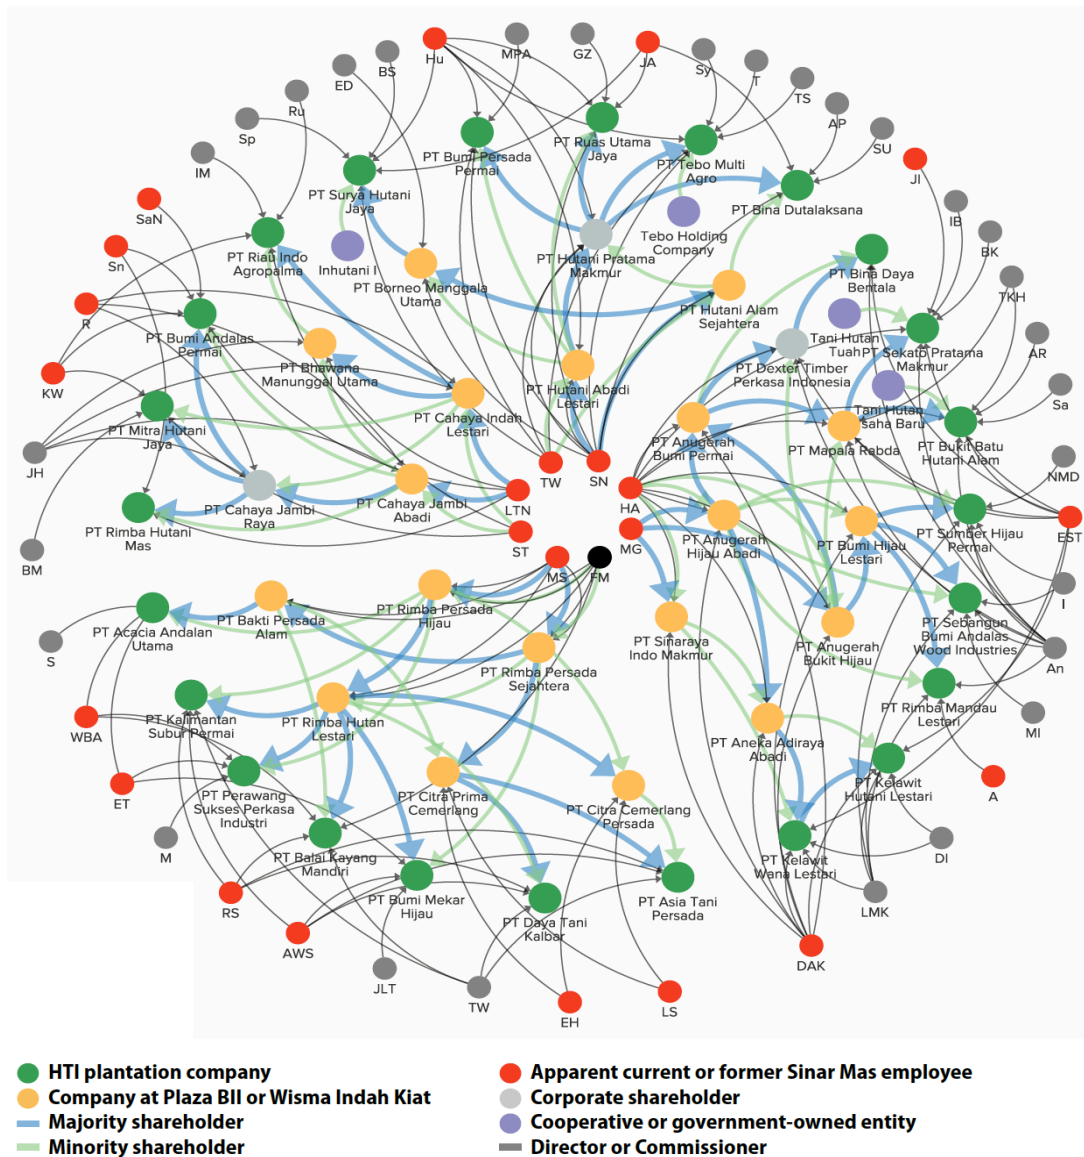 Hu
MPA
GZ
JA
Sy
T
TS
AP
SU
BS
ED
Ru
Sp
IM
SaN
Sn
R
KW
JH
BM
JI
IB
BK
TKH
AR
Sa
NMD
EST
I
An
MI
A
DI
LMK
DAK
PT Bumi Persada
Permai
PT Ruas Utama
Jaya
PT Tebo Multi
Agro
PT Bina Dutalaksana
PT Surya Hutani
Jaya
Inhutani I
PT Riau Indo
Agropalma
PT Borneo Manggala
Utama
PT Hutani Pratama
Makmur
Tebo Holding
Company
PT Hutani Alam
Sejahtera
PT Bina Daya
Bentala
Tani Hutan
Tuah
PT Sekato Pratama
Makmur
PT Dexter Timber
Perkasa Indonesia
Tani Hutan
Saha Baru
PT Bukit Batu
Hutani Alam
PT Bumi Andalas
Permai
PT Bhawana
Manunggal Utama
PT Cahaya Indah
Lestari
PT Hutani Abadi
Lestari
PT Mitra Hutani
Jaya
PT Cahaya Jambi
Raya
PT Cahaya Jambi
Abadi
PT Rimba Hutani
Mas
TW
SN
LTN
ST
HA
MG
MS
FM
PT Anugerah
Bumi Permai
PT Mapala Rabda
PT Anugerah
Hijau Abadi
PT Bumi Hijau
Lestari
PT Sumber Hijau
Permai
PT Sinaraya
Indo Makmur
PT Anugerah
Bukit Hijau
PT Sebangun
Bumi Andalas
Wood Industries
PT Rimba Mandau
Lestari
PT Aneka Adiraya
Abadi
PT Kelawit
Hutani Lestari
PT Kelawit
Wana Lestari
PT Acacia Andalan
Utama
PT Bakti Persada
Alam
PT Rimba Persada
Hijau
PT Rimba Persada
Sejantera
PT Kalimantan
Subur Permai
PT Rimba Hutan
Lestari
PT Perawang
Sukses Perkasa
Industri
PT Citra Prima
Cemerlang
PT Citra Cemerlang
Persada
PT Balai Kayang
Mandiri
PT Bumi Mekar
Hijau
PT Daya Tani
Kalbar
PT Asia Tani
Persada
S
WBA
ET
M
RS
AWS
JLT
TW
EH
LS
HTI plantation company
Company at Plaza BII or Wisma Indah Kiat
Majority shareholder
Minority shareholder
Apparent current or former Sinar Mas employee
Corporate shareholder
Cooperative or government-owned entity
Director or Commissioner